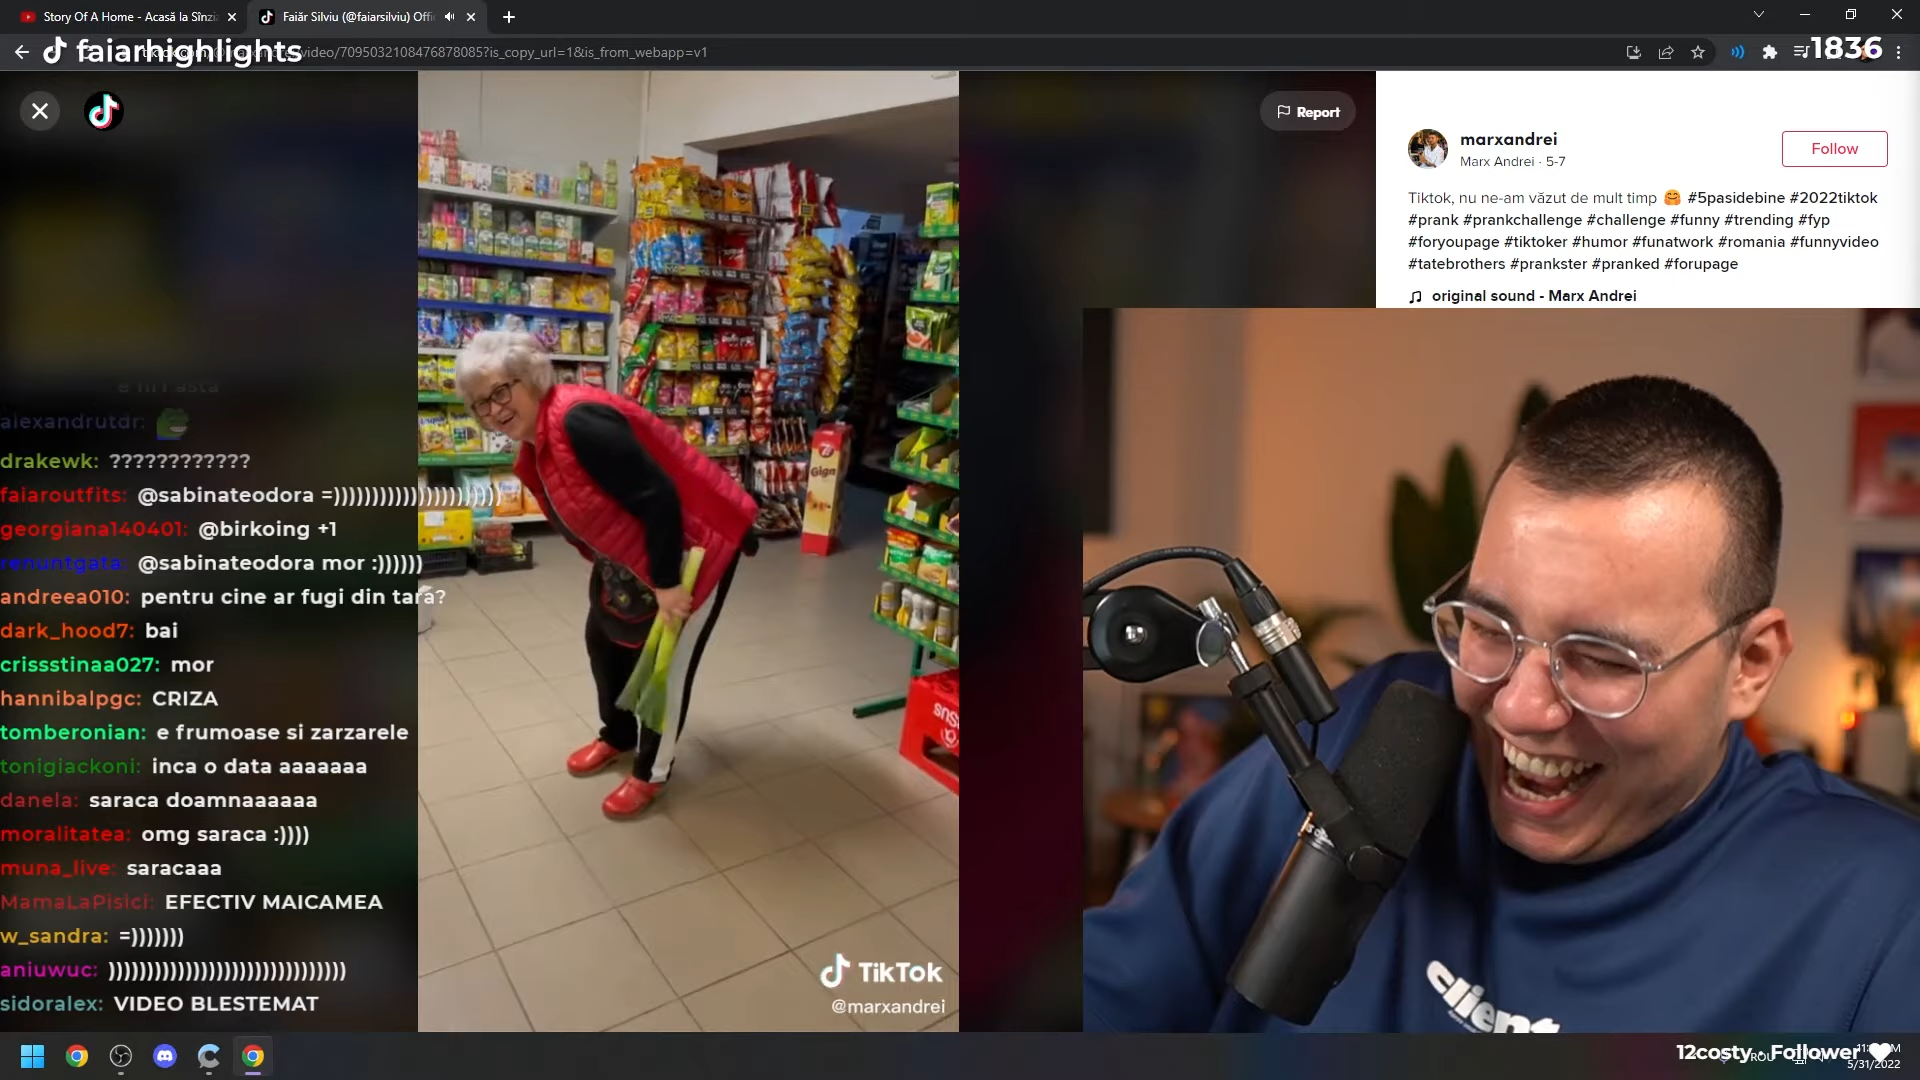 Story Of A Home - Acasă la Sînzi
Faiăr Silviu (@faiarsilviu) Offi
faiarhighlights
video/7095032108476878085?is_copy_url=1&is_from_webapp=v1
1836
Report
marxandrei
Marx Andrei · 5-7
Follow
Tiktok, nu ne-am văzut de mult timp 🤗 #5pasidebine #2022tiktok
#prank #prankchallenge #challenge #funny #trending #fyp
#foryoupage #tiktoker #humor #funatwork #romania #funnyvideo
#tatebrothers #prankster #pranked #forupage
original sound - Marx Andrei
alexandrutdr:
drakewk: ????????????
faiaroutfits: @sabinateodora =))))))))))))))))))))))
georgiana140401: @birkoing +1
renuntgata: @sabinateodora mor :))))))
andreea010: pentru cine ar fugi din tara?
dark_hood7: bai
crissstinaa027: mor
hannibalpgc: CRIZA
tomberonian: e frumoase si zarzarele
tonigiackoni: inca o data aaaaaaa
danela: saraca doamnaaaaaa
moralitatea: omg saraca :))))
muna_live: saracaaa
MamaLaPisici: EFECTIV MAICAMEA
w_sandra: =)))))))
aniuwuc: )))))))))))))))))))))))))))))))
sidoralex: VIDEO BLESTEMAT
7 days
Gign
TikTok
@marxandrei
client
12costy - Follower
ROU
5/31/2022